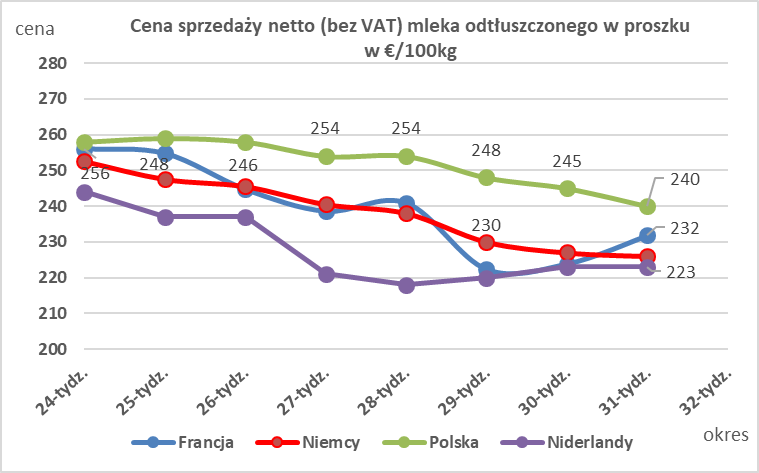 cena
Cena sprzedaży netto (bez VAT) mleka odtłuszczonego w proszku
w €/100kg
280
270
260
250
240
230
220
210
200
254
254
248
245
240
256
248
246
230
232
223
24-tydz.
25-tydz.
26-tydz.
27-tydz.
28-tydz.
29-tydz.
30-tydz.
31-tydz.
32-tydz.
okres
Francja
Niemcy
Polska
Niderlandy